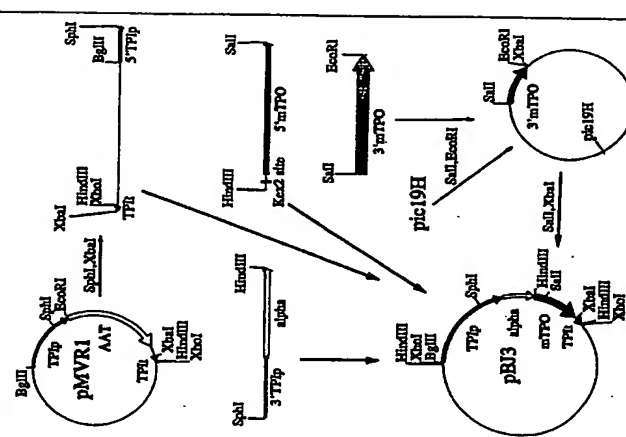 BglII
TPIp
SphI
EcoRI
pMVR1
AAT
TPIt
XbaI
HindIII
XhoI
SphI,XbaI
SphI
BglII
5'TPIp
XbaI
HindIII
XhoI
TPIt
SalI
5'mTPO
HindIII
Kex2 site
EcoRI
3'mTPO
SalI
SphI
3'TPIp
alpha
HindIII
pic19H
SalI,EcoRI
SalI
EcoRI
XbaI
3'mTPO
pic19H
SalI,XbaI
HindIII
XhoI
BglII
TPIp
SphI
alpha
pBJ3
HindIII
SalI
mTPO
TPIt
XbaI
HindIII
XhoI